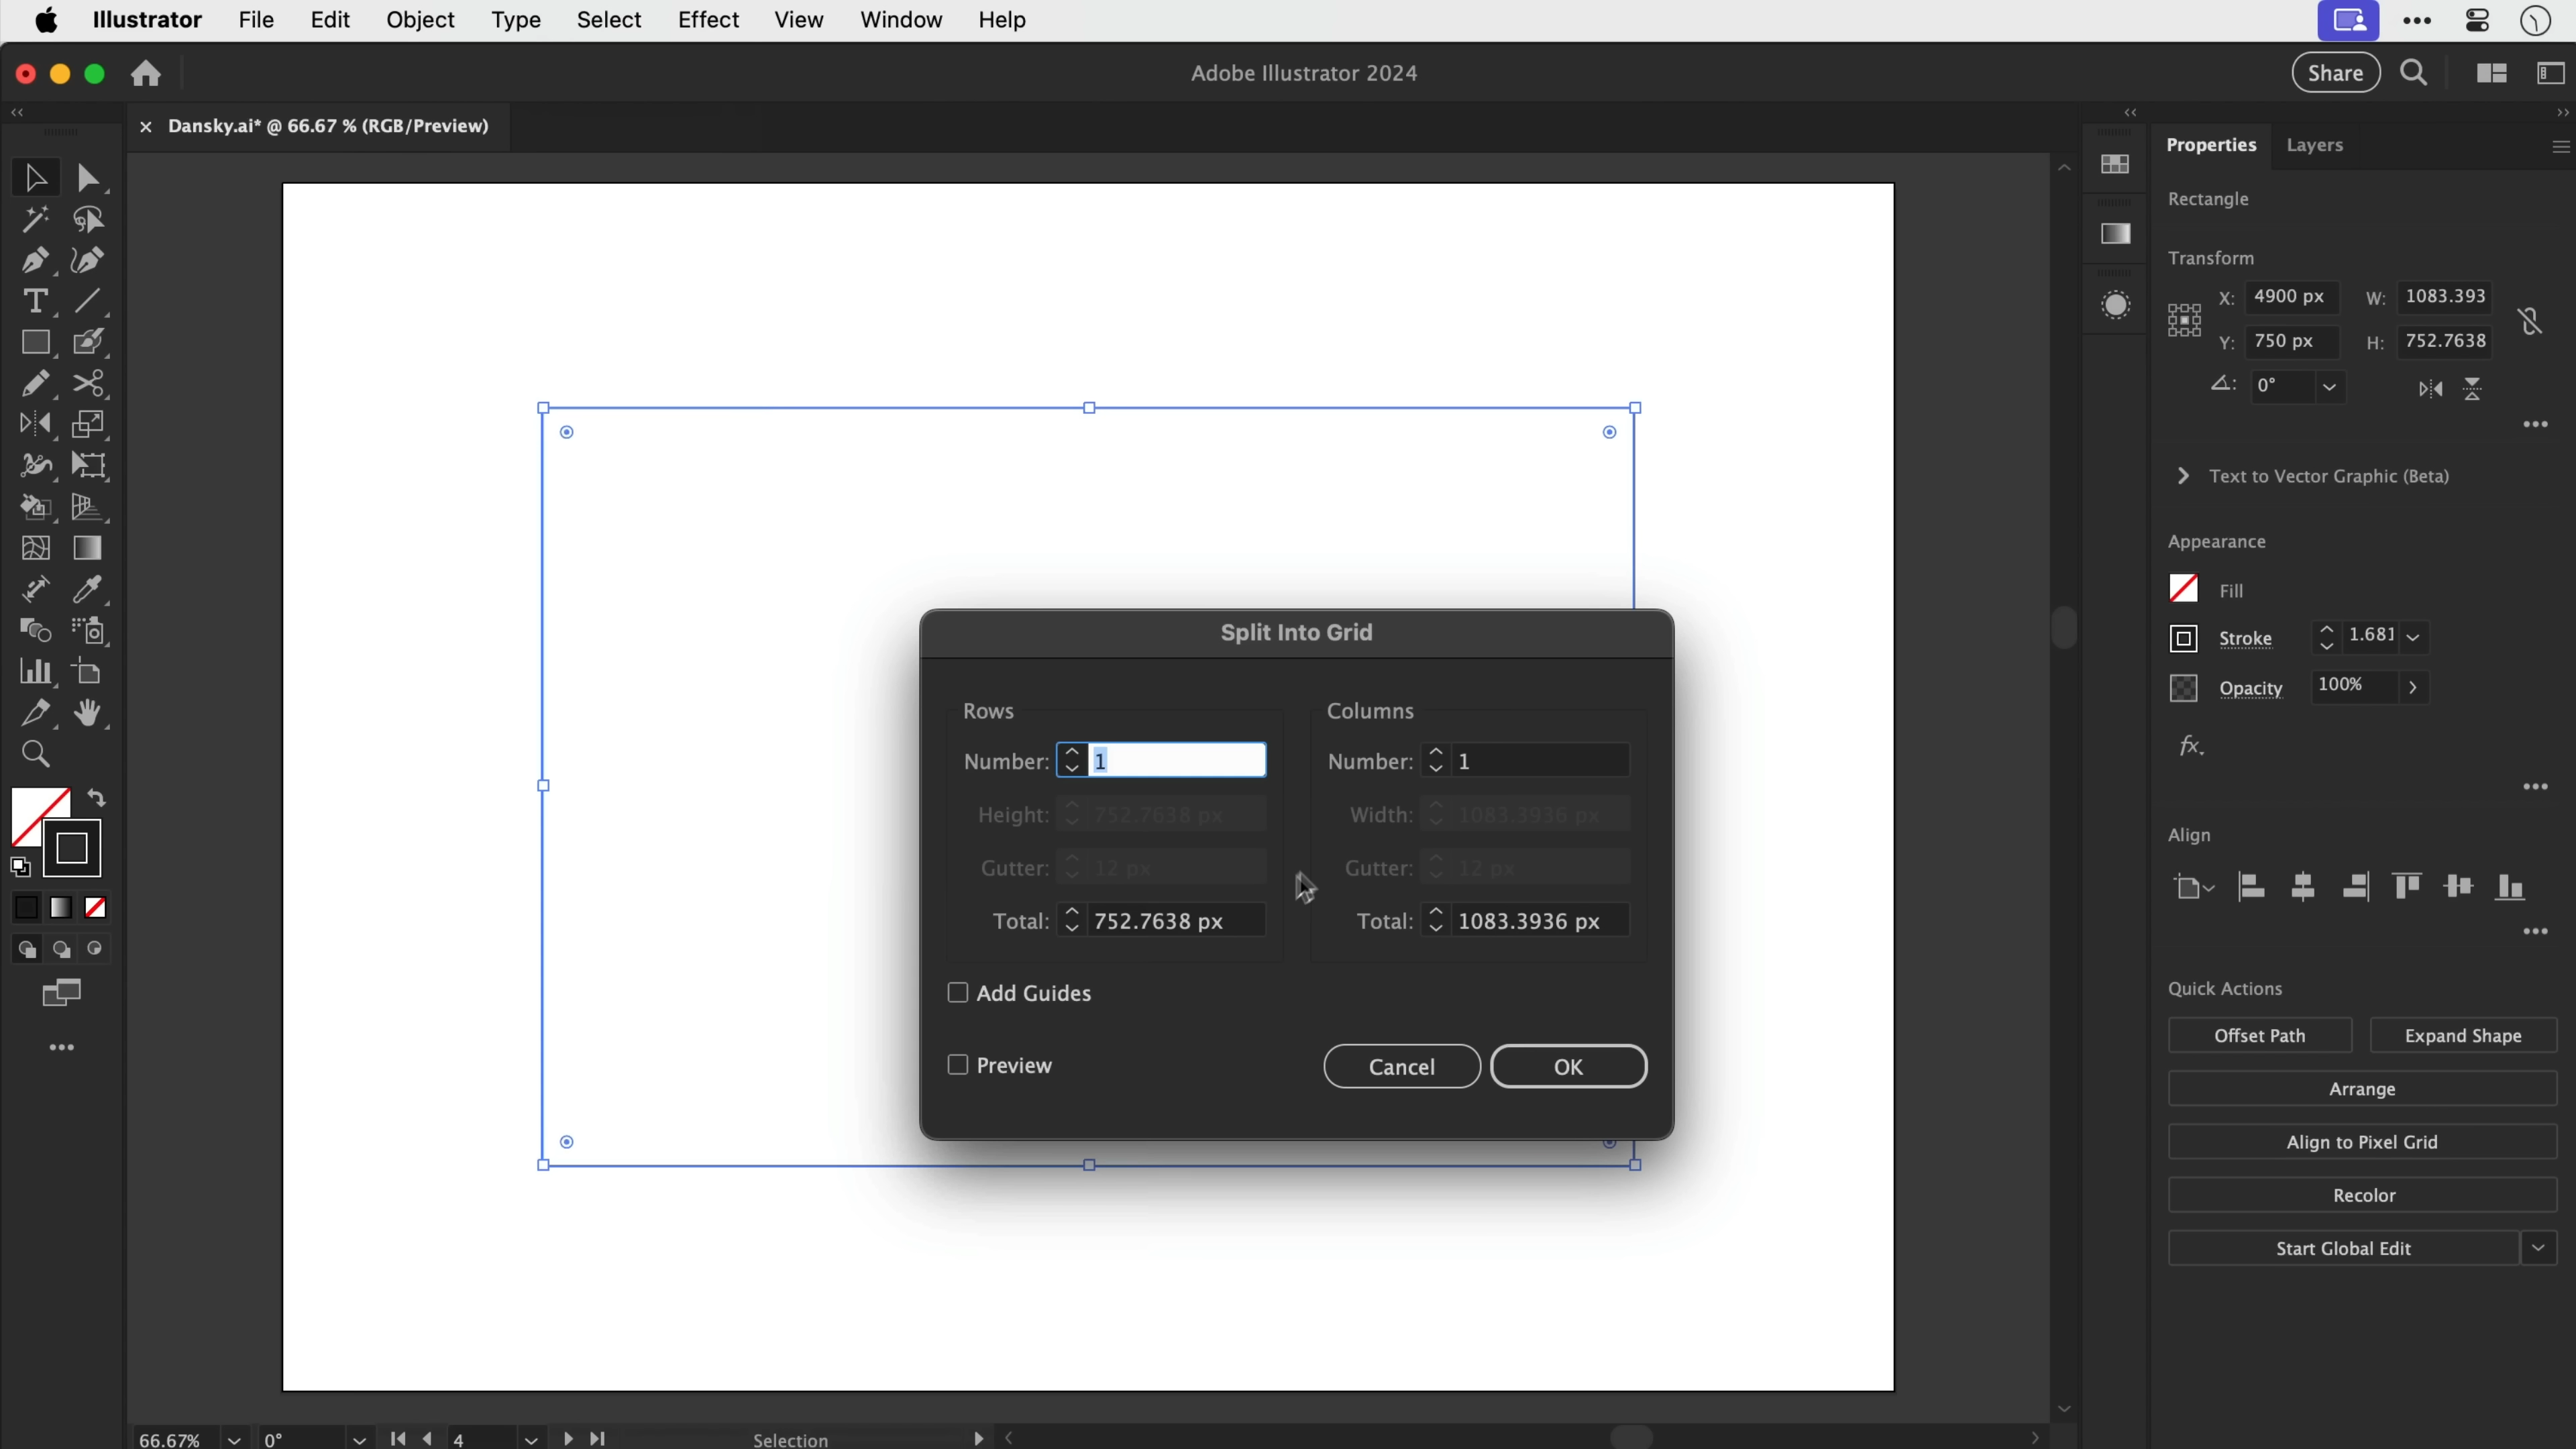 Illustrator File Edit Object Type Select Effect View Window Help
Adobe Illustrator 2024
Share
Dansky.ai* @ 66.67 % (RGB/Preview)
Properties Layers
Rectangle
Transform
X: 4900 px W: 1083.393
Y: 750 px H: 752.7638
0°
Text to Vector Graphic (Beta)
Appearance
Fill
Stroke 1.681
Opacity 100%
fx
Align
Quick Actions
Offset Path Expand Shape
Arrange
Align to Pixel Grid
Recolor
Start Global Edit
Split Into Grid
Rows Columns
Number: 1 Number: 1
Height: 752.7638 px Width: 1083.3936 px
Gutter: 12 px Gutter: 12 px
Total: 752.7638 px Total: 1083.3936 px
Add Guides
Preview Cancel OK
66.67% 0° 4 Selection